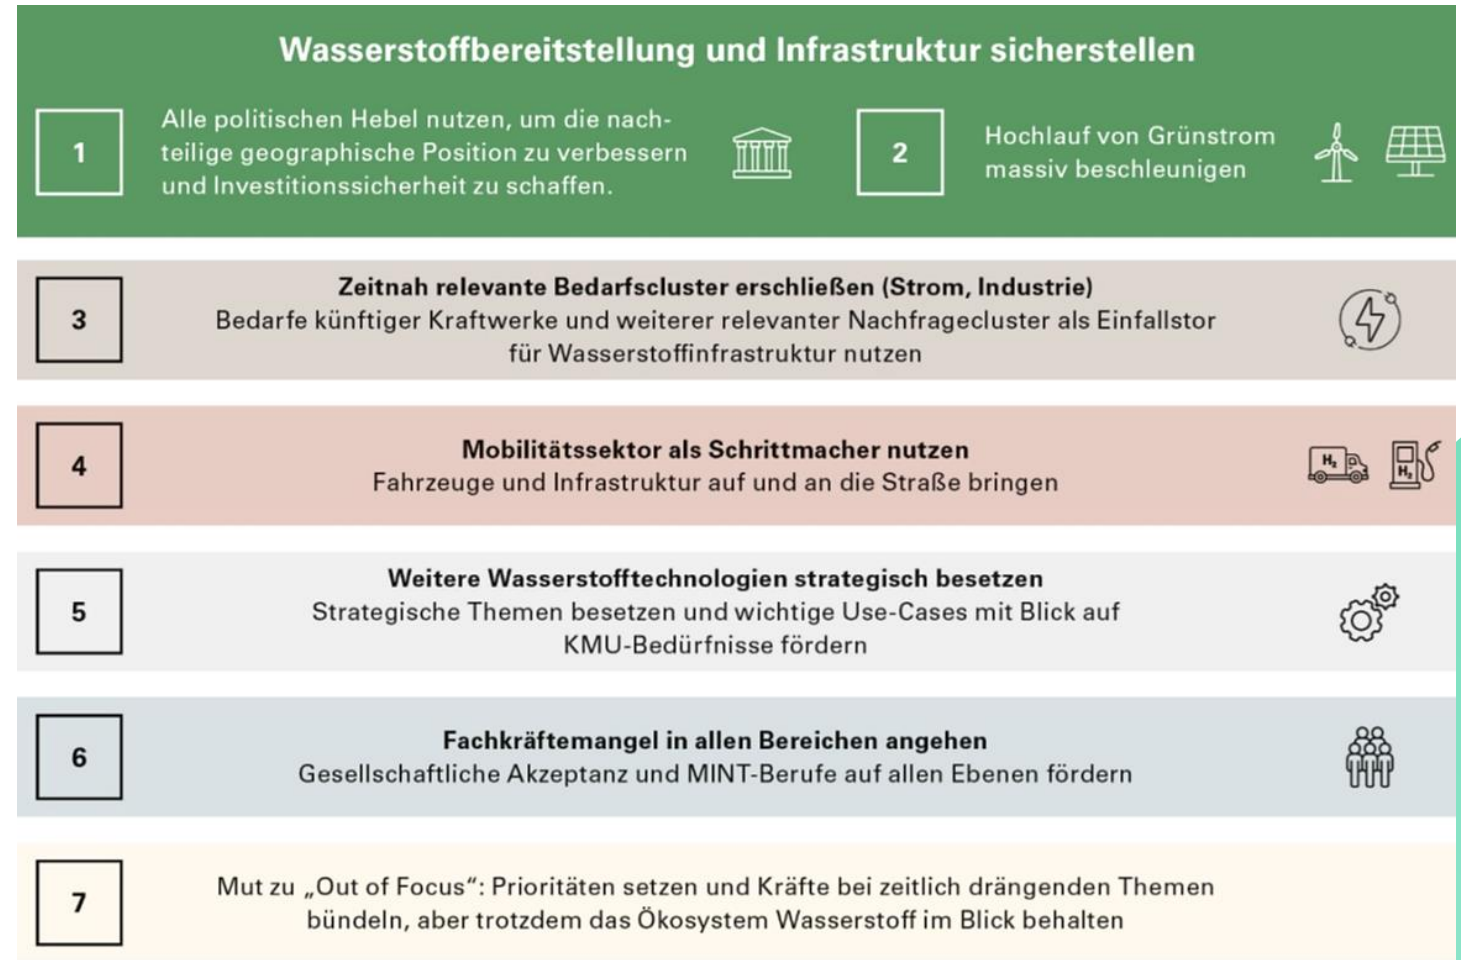 Wasserstoffbereitstellung und Infrastruktur sicherstellen
1
Alle politischen Hebel nutzen, um die nach-
teilige geographische Position zu verbessern
und Investitionssicherheit zu schaffen.
2
Hochlauf von Grünstrom
massiv beschleunigen
3
Zeitnah relevante Bedarfscluster erschließen (Strom, Industrie)
Bedarfe künftiger Kraftwerke und weiterer relevanter Nachfragecluster als Einfallstor
für Wasserstoffinfrastruktur nutzen
4
Mobilitätssektor als Schrittmacher nutzen
Fahrzeuge und Infrastruktur auf und an die Straße bringen
H₂
H₂
5
Weitere Wasserstofftechnologien strategisch besetzen
Strategische Themen besetzen und wichtige Use-Cases mit Blick auf
KMU-Bedürfnisse fördern
6
Fachkräftemangel in allen Bereichen angehen
Gesellschaftliche Akzeptanz und MINT-Berufe auf allen Ebenen fördern
7
Mut zu „Out of Focus“: Prioritäten setzen und Kräfte bei zeitlich drängenden Themen
bündeln, aber trotzdem das Ökosystem Wasserstoff im Blick behalten